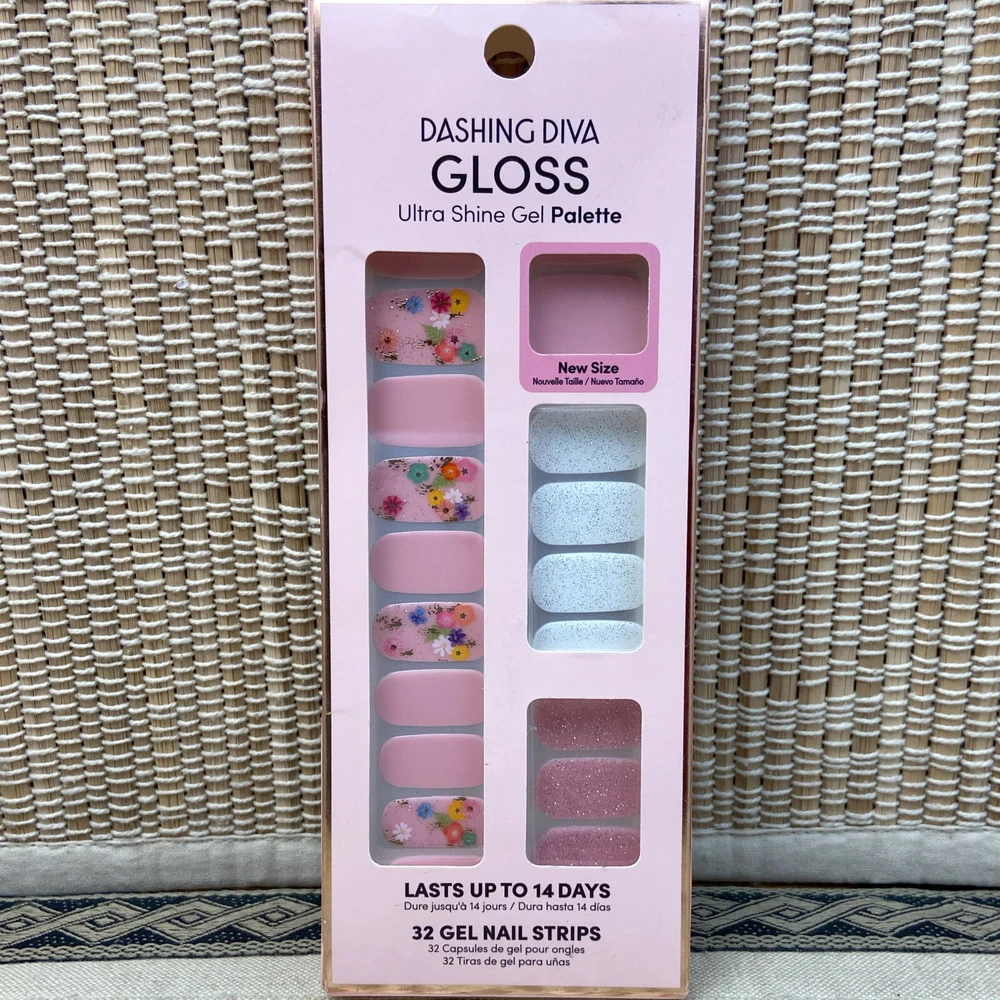 DASHING DIVA
GLOSS
Ultra Shine Gel Palette
New Size
Nouvelle Taille / Nuevo Tamaño
LASTS UP TO 14 DAYS
Dure jusqu'à 14 jours / Dura hasta 14 días
32 GEL NAIL STRIPS
32 Capsules de gel pour ongles
32 Tiras de gel para uñas